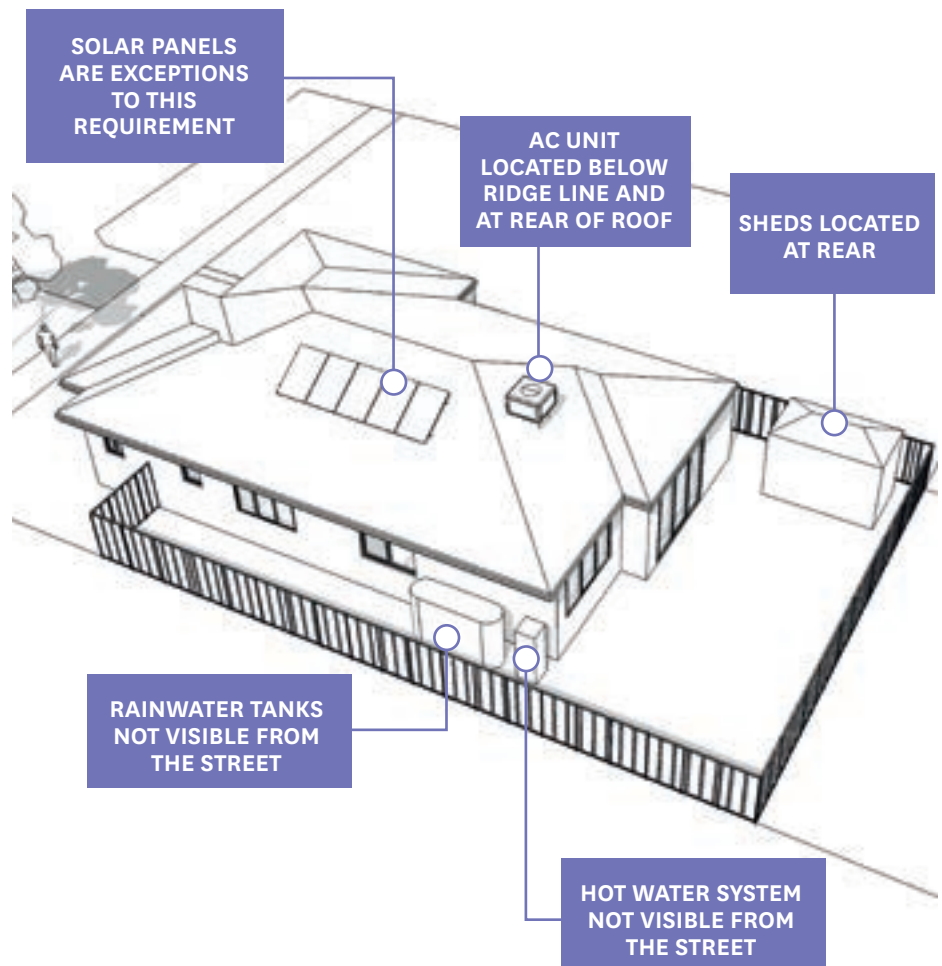 SOLAR PANELS
ARE EXCEPTIONS
TO THIS
REQUIREMENT
AC UNIT
LOCATED BELOW
RIDGE LINE AND
AT REAR OF ROOF
SHEDS LOCATED
AT REAR
RAINWATER TANKS
NOT VISIBLE FROM
THE STREET
HOT WATER SYSTEM
NOT VISIBLE FROM
THE STREET